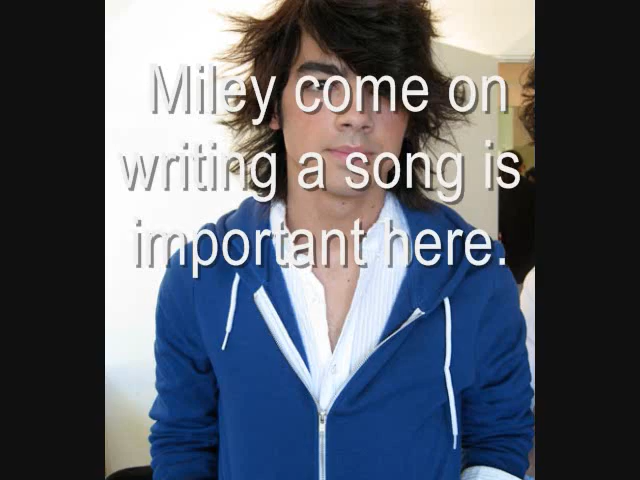 Miley come on
writing a song is
important here.